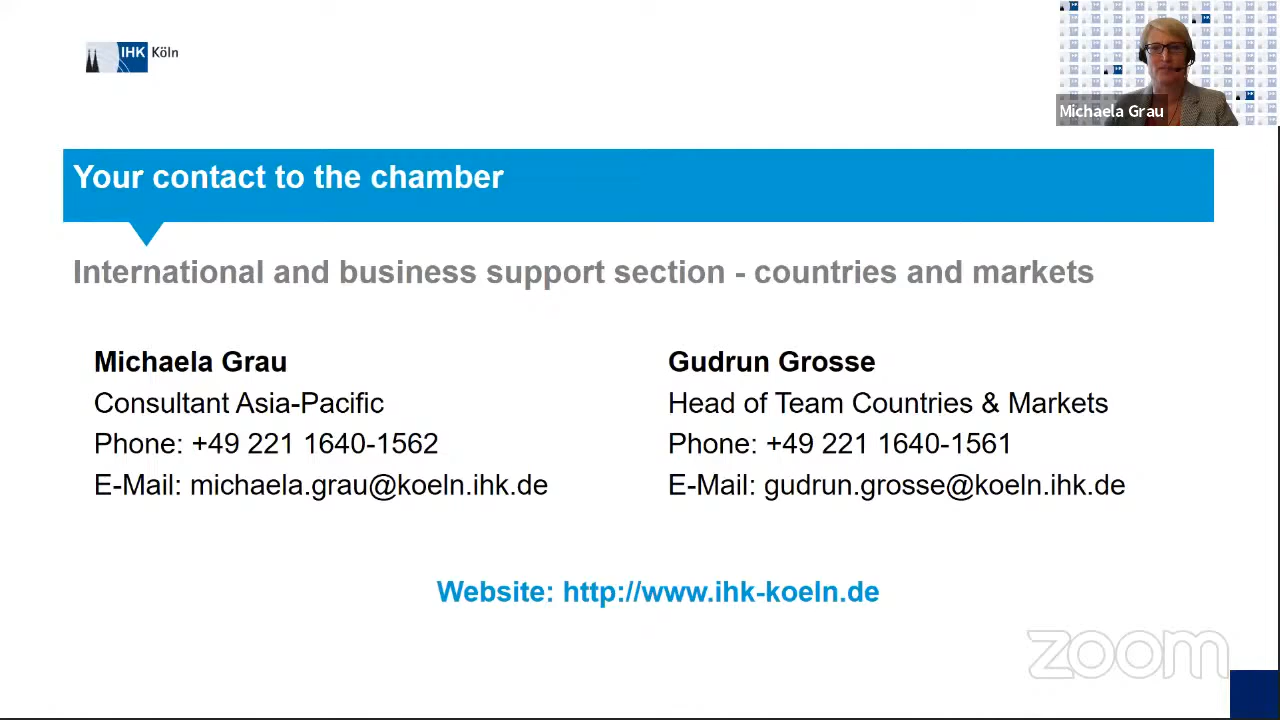 IHK Köln
Michaela Grau
Your contact to the chamber
International and business support section - countries and markets
Michaela Grau
Consultant Asia-Pacific
Phone: +49 221 1640-1562
E-Mail: michaela.grau@koeln.ihk.de
Gudrun Grosse
Head of Team Countries & Markets
Phone: +49 221 1640-1561
E-Mail: gudrun.grosse@koeln.ihk.de
Website: http://www.ihk-koeln.de
zoom